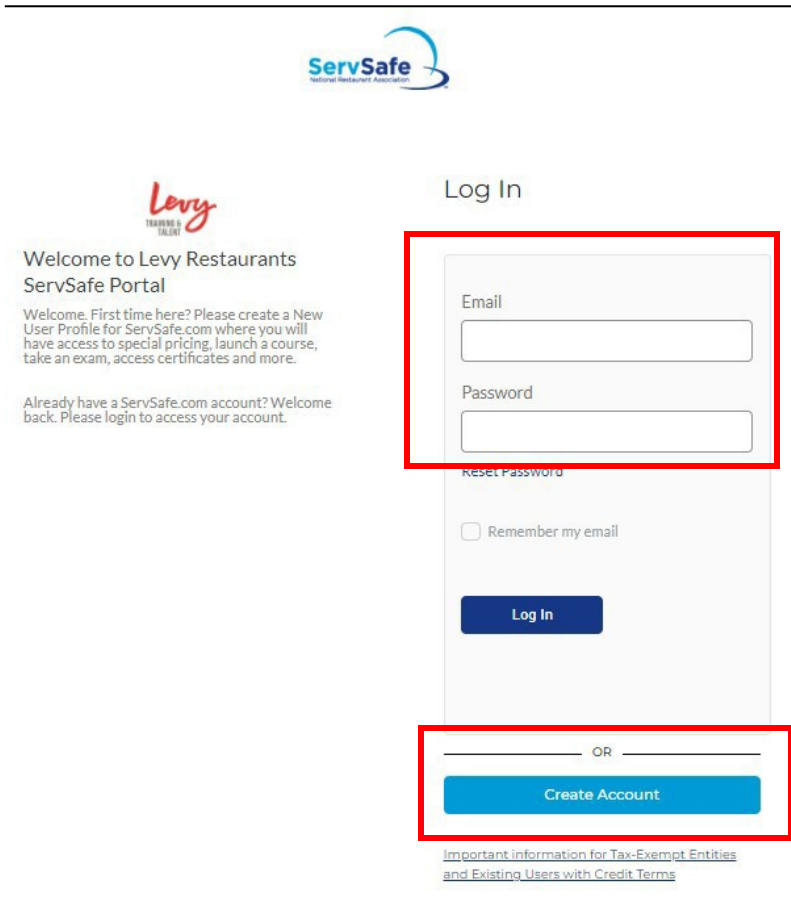 ServSafe
National Restaurant Association
Levy
TRAINING &
TALENT
Welcome to Levy Restaurants
ServSafe Portal
Welcome. First time here? Please create a New
User Profile for ServSafe.com where you will
have access to special pricing, launch a course,
take an exam, access certificates and more.
Already have a ServSafe.com account? Welcome
back. Please login to access your account.
Log In
Email
Password
Reset Password
Remember my email
Log In
OR
Create Account
Important information for Tax-Exempt Entities
and Existing Users with Credit Terms